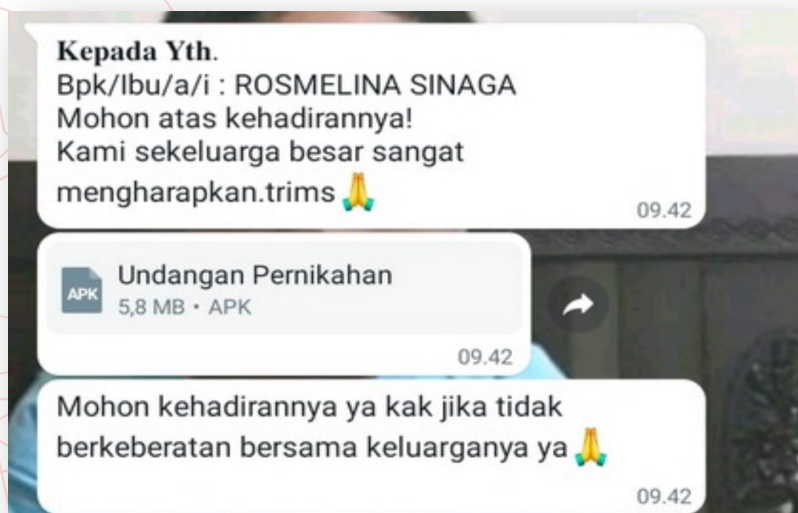 Kepada Yth.
Bpk/Ibu/a/i : ROSMELINA SINAGA
Mohon atas kehadirannya!
Kami sekeluarga besar sangat
mengharapkan.trims🙏
09.42
APK
Undangan Pernikahan
5,8 MB • APK
09.42
Mohon kehadirannya ya kak jika tidak
berkeberatan bersama keluarganya ya🙏
09.42